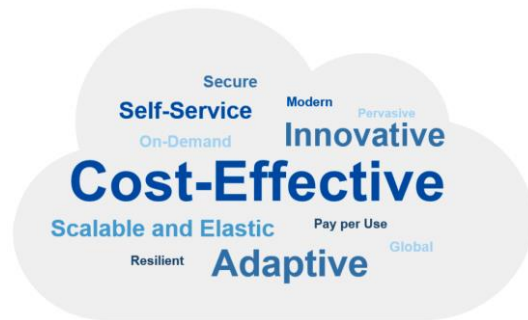 Secure
Self-Service
Modern
Pervasive
On-Demand
Innovative
Cost-Effective
Scalable and Elastic
Pay per Use
Global
Resilient
Adaptive